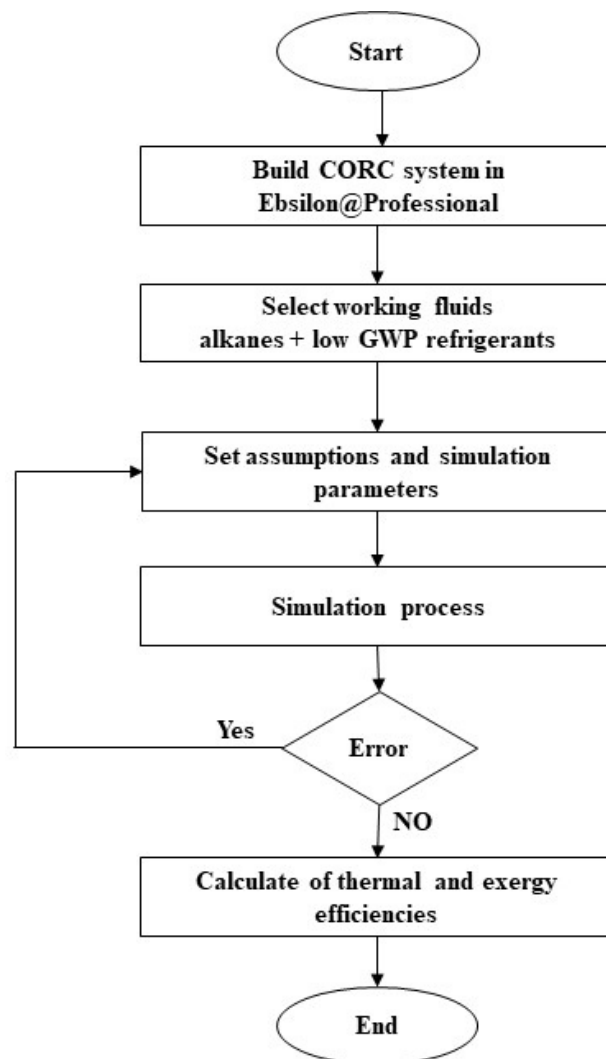 Start
Build CORC system in
Ebsilon@Professional
Select working fluids
alkanes + low GWP refrigerants
Set assumptions and simulation
parameters
Simulation process
Yes
Error
NO
Calculate of thermal and exergy
efficiencies
End